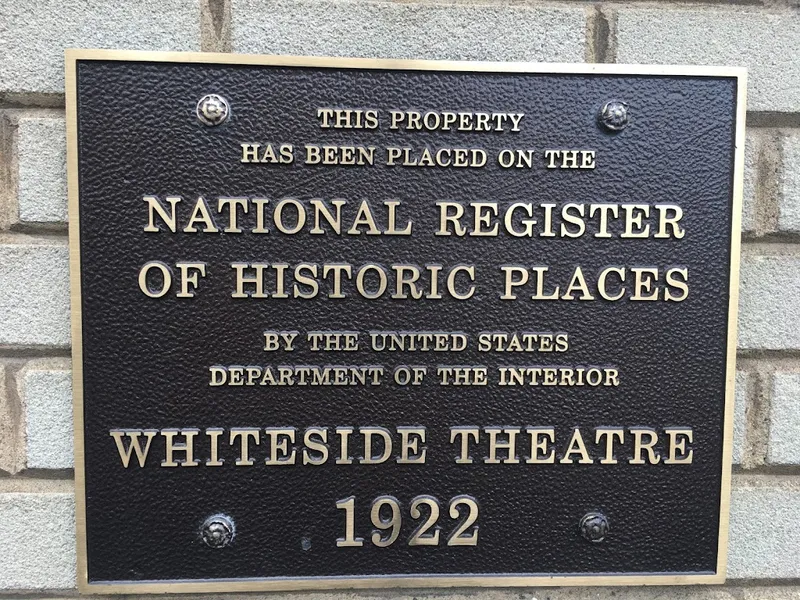 THIS PROPERTY
HAS BEEN PLACED ON THE
NATIONAL REGISTER
OF HISTORIC PLACES
BY THE UNITED STATES
DEPARTMENT OF THE INTERIOR
WHITESIDE THEATRE
1922